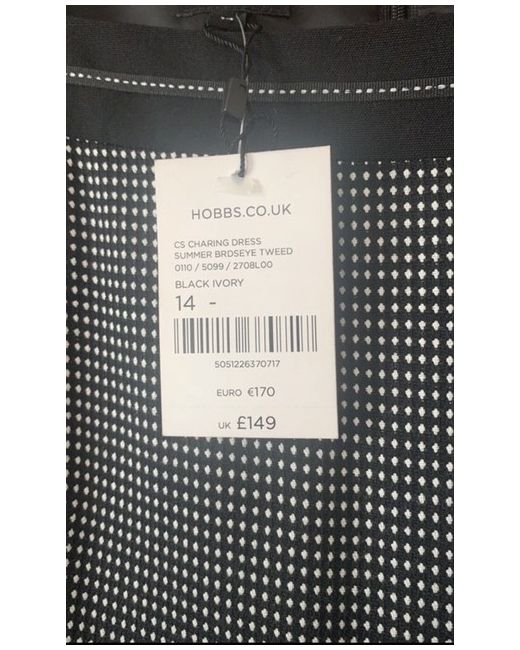 HOBBS.CO.UK
CS CHARING DRESS
SUMMER BRDSEYE TWEED
0110 / 5099 / 2708L00
BLACK IVORY
14 -
5051226370717
EURO €170
UK £149